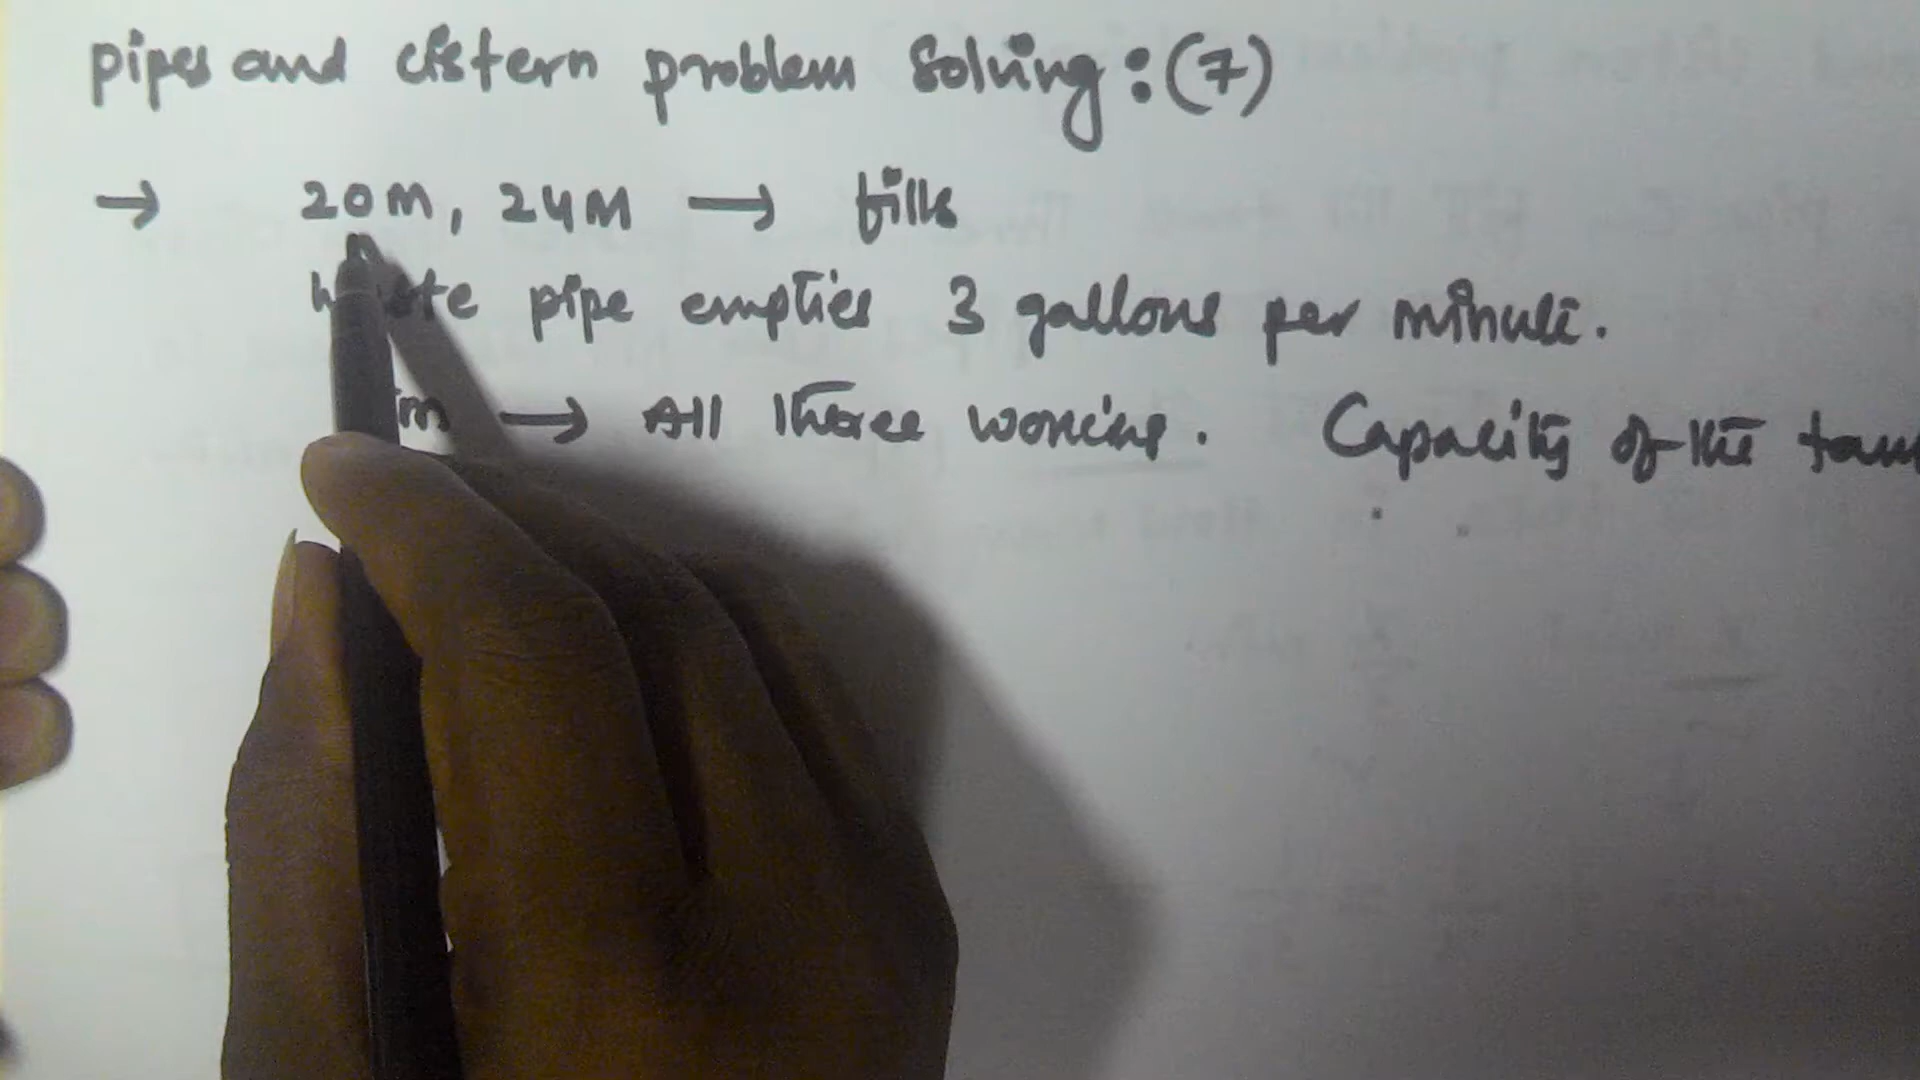 pipes and cistern problem solving: (7)
→ 20M, 24M → fills
pipe empties 3 gallons per minute.
m → All three working. Capacity of the